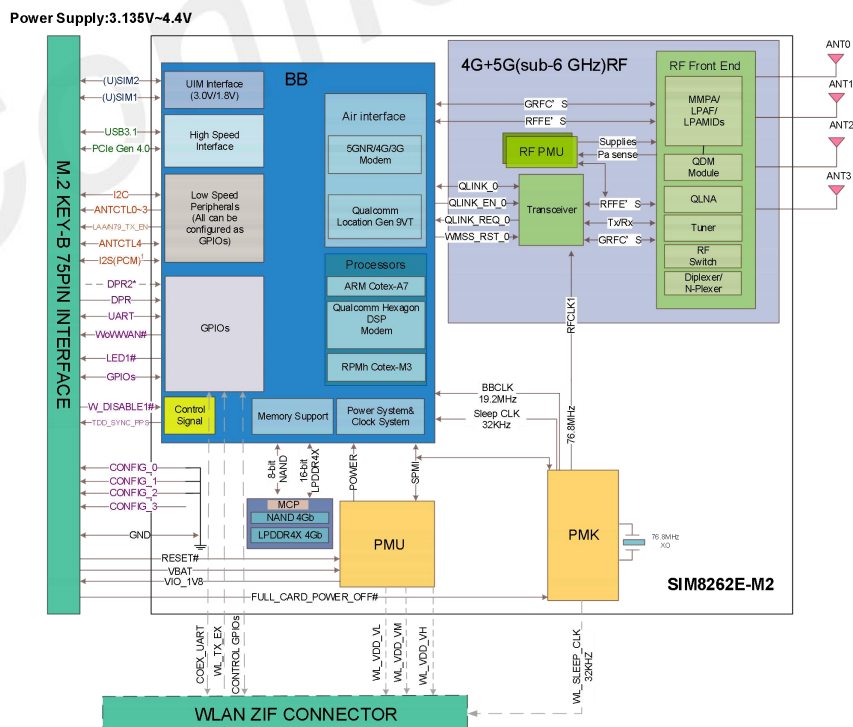 Power Supply:3.135V~4.4V
M.2 KEY-B 75PIN INTERFACE
(U)SIM2
(U)SIM1
USB3.1
PCIe Gen 4.0
I2C
ANTCTL0~3
LAA/N79_TX_EN
ANTCTL4
I2S(PCM)1
DPR2*
DPR
UART
WoWWAN#
LED1#
GPIOs
W_DISABLE1#
TDD_SYNC_PPS
CONFIG_0
CONFIG_1
CONFIG_2
CONFIG_3
GND
RESET#
VBAT
VIO_1V8
FULL_CARD_POWER_OFF#
BB
UIM Interface
(3.0V/1.8V)
High Speed
Interface
Low Speed
Peripherals
(All can be
configured as
GPIOs)
GPIOs
Control
Signal
Air interface
5GNR/4G/3G
Modem
Qualcomm
Location Gen 9VT
Processors
ARM Cotex-A7
Qualcomm Hexagon
DSP
Modem
RPMh Cotex-M3
Memory Support
Power System&
Clock System
8-bit
NAND
16-bit
LPDDR4X
POWER
SPMI
MCP
NAND 4Gb
LPDDR4X 4Gb
PMU
PMK
76.8MHz
XO
SIM8262E-M2
4G+5G(sub-6 GHz)RF
GRFC'S
RFFE'S
RF PMU
Supplies
Pa sense
QLINK_0
QLINK_EN_0
QLINK_REQ_0
WMSS_RST_0
Transceiver
RFFE'S
Tx/Rx
GRFC'S
RF Front End
MMPA/
LPAF/
LPAMIDs
QDM
Module
QLNA
Tuner
RF
Switch
Diplexer/
N-Plexer
ANT0
ANT1
ANT2
ANT3
RFCLK1
76.8MHz
BBCLK
19.2MHz
Sleep CLK
32KHz
COEX_UART
WL_TX_EX
CONTROL GPIOs
WL_VDD_VL
WL_VDD_VM
WL_VDD_VH
WL_SLEEP_CLK
32KHZ
WLAN ZIF CONNECTOR